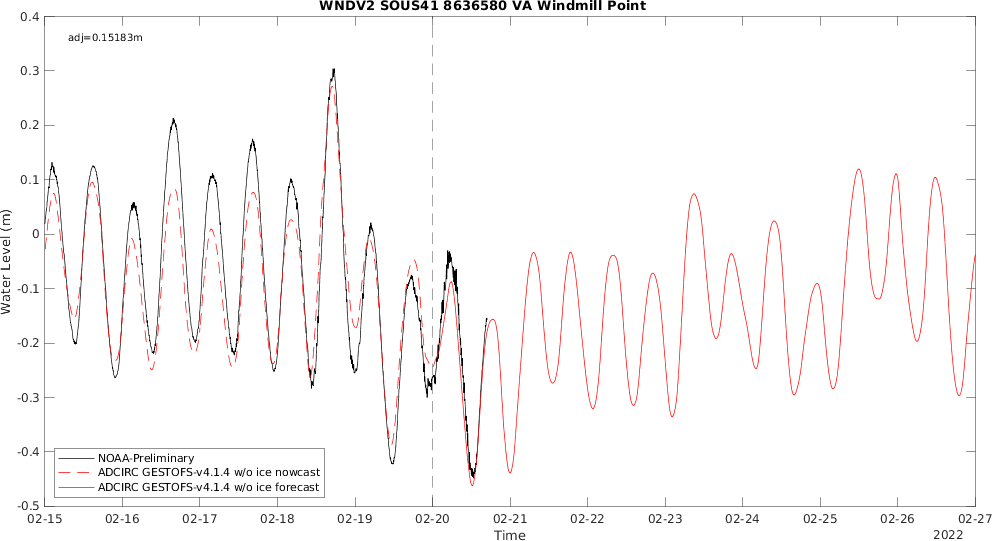 WNDV2 SOUS41 8636580 VA Windmill Point
adj=0.15183m
0.4
0.3
0.2
0.1
0
-0.1
-0.2
-0.3
-0.4
-0.5
Water Level (m)
NOAA-Preliminary
ADCIRC GESTOFS-v4.1.4 w/o ice nowcast
ADCIRC GESTOFS-v4.1.4 w/o ice forecast
02-15 02-16 02-17 02-18 02-19 02-20 02-21 02-22 02-23 02-24 02-25 02-26 02-27
Time
2022